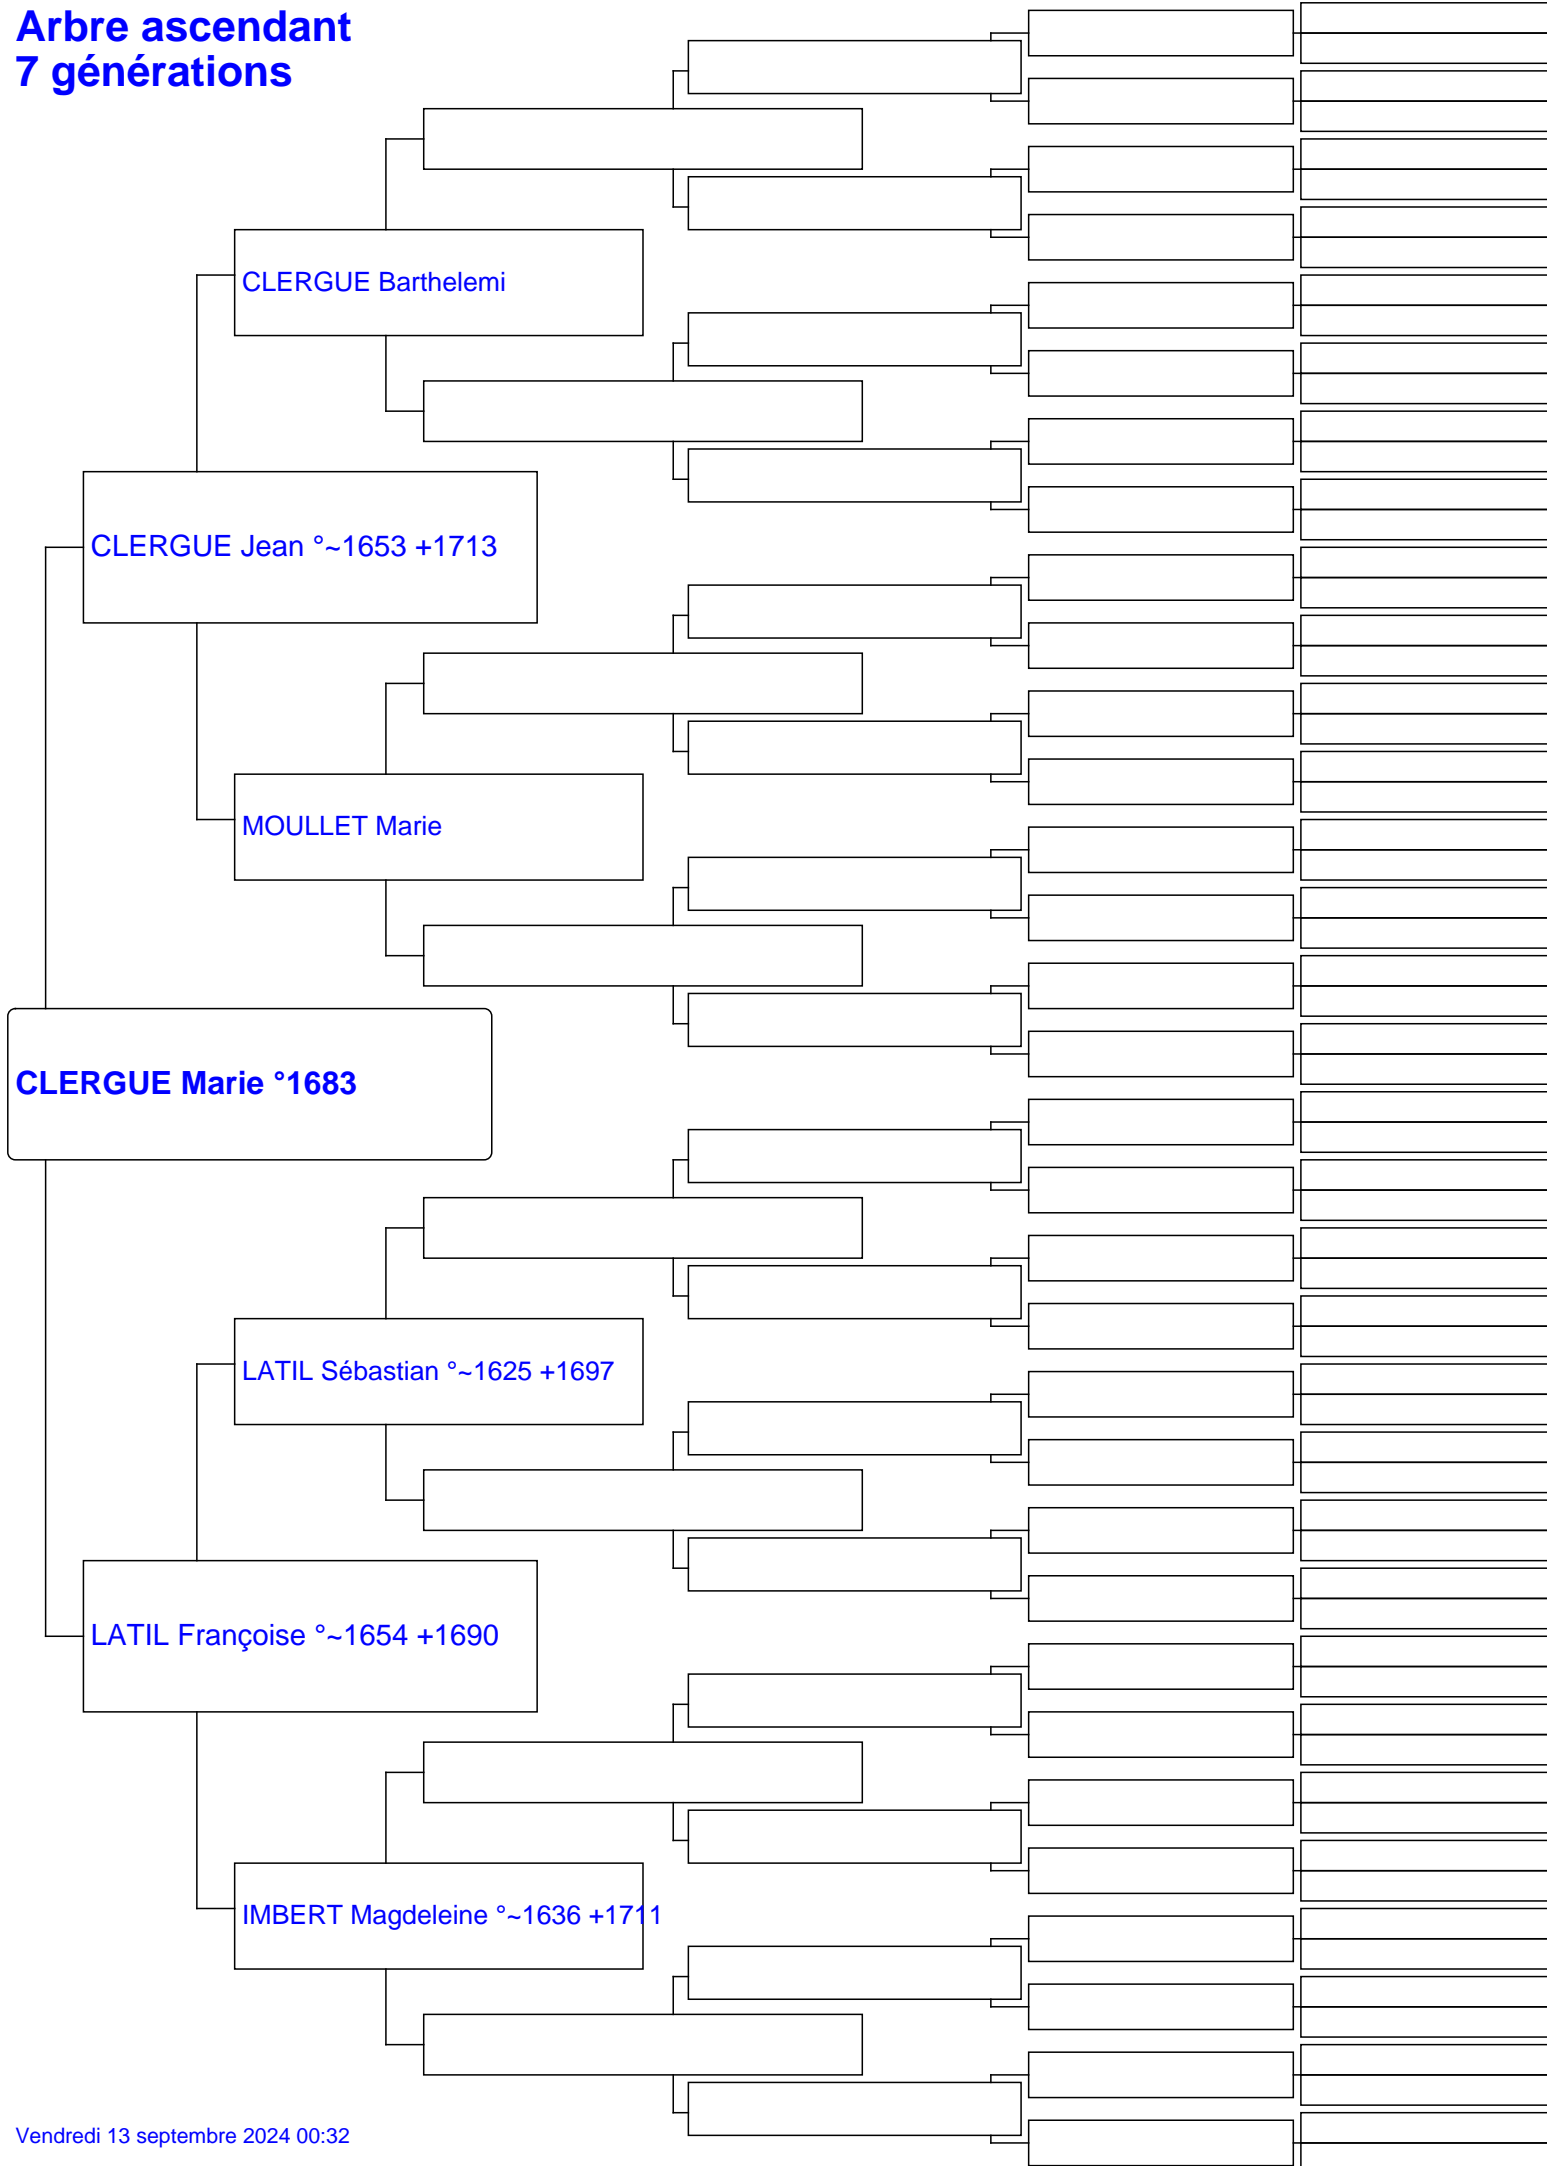 Arbre ascendant
7 générations
CLERGUE Barthelemi
CLERGUE Jean °~1653 +1713
MOULLET Marie
CLERGUE Marie °1683
LATIL Sébastian °~1625 +1697
LATIL Françoise °~1654 +1690
IMBERT Magdeleine °~1636 +1711
Vendredi 13 septembre 2024 00:32